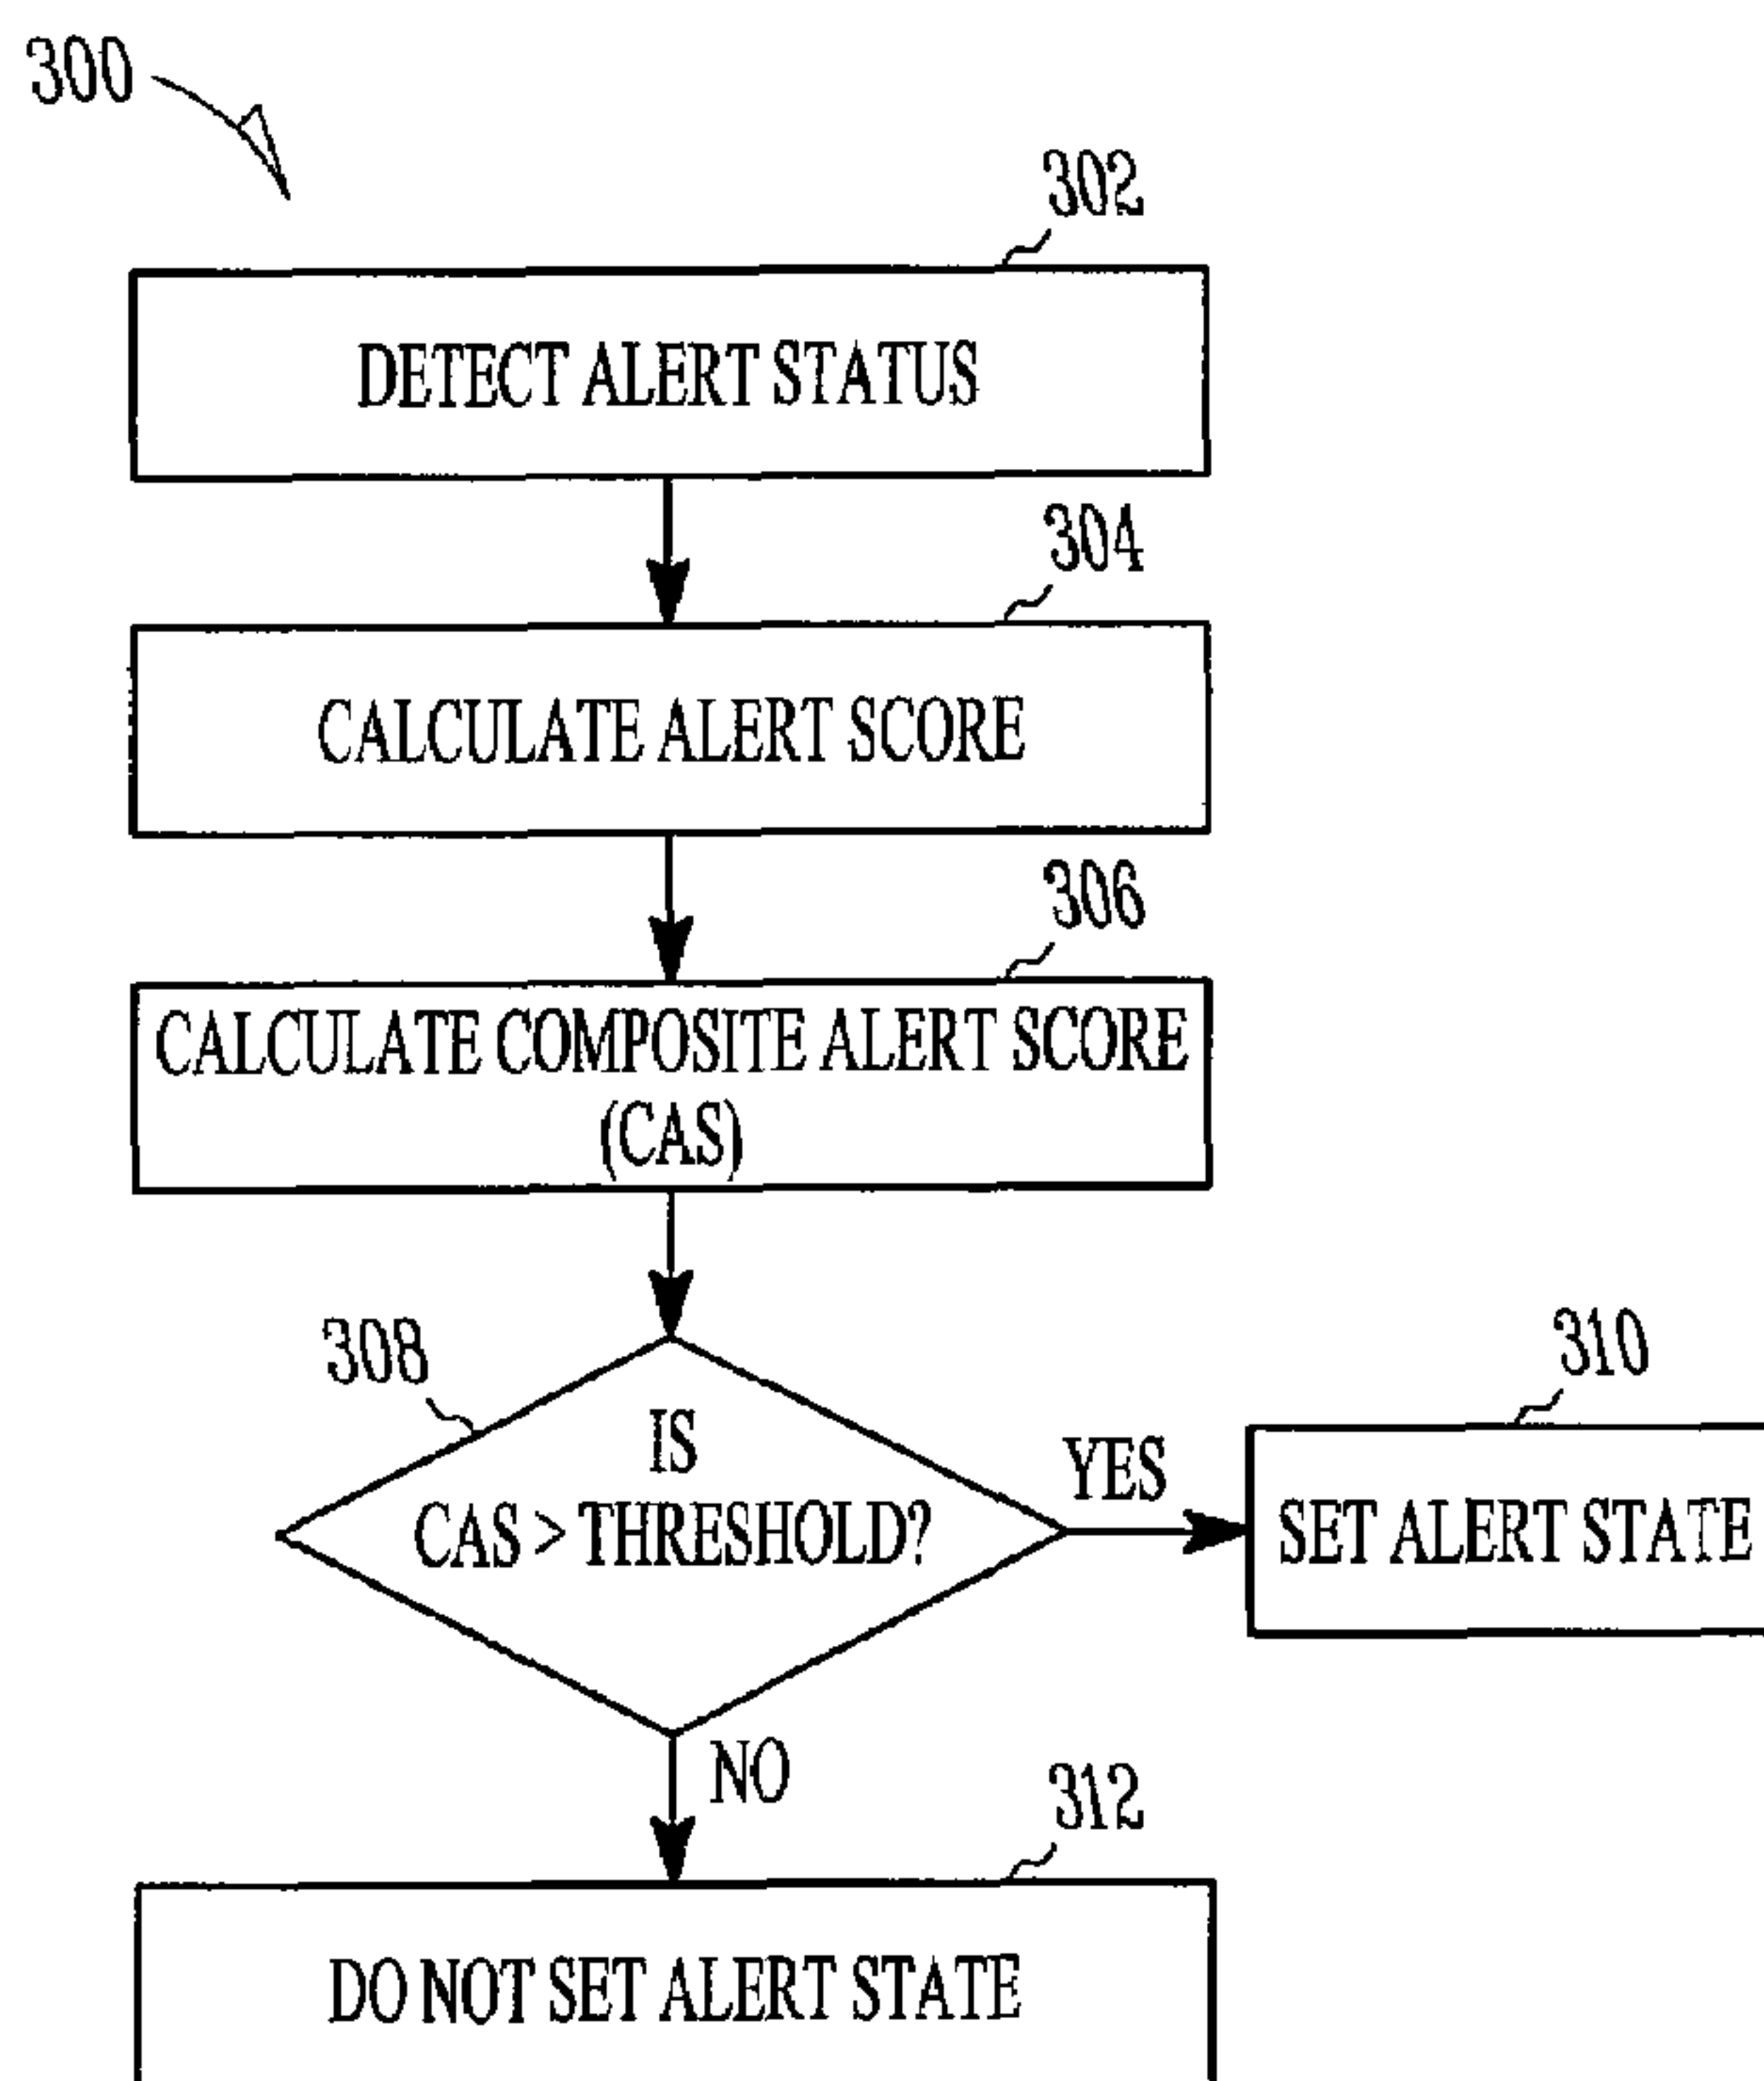 300
302
DETECT ALERT STATUS
304
CALCULATE ALERT SCORE
306
CALCULATE COMPOSITE ALERT SCORE
(CAS)
308
IS
CAS > THRESHOLD?
YES
310
SET ALERT STATE
NO
312
DO NOT SET ALERT STATE